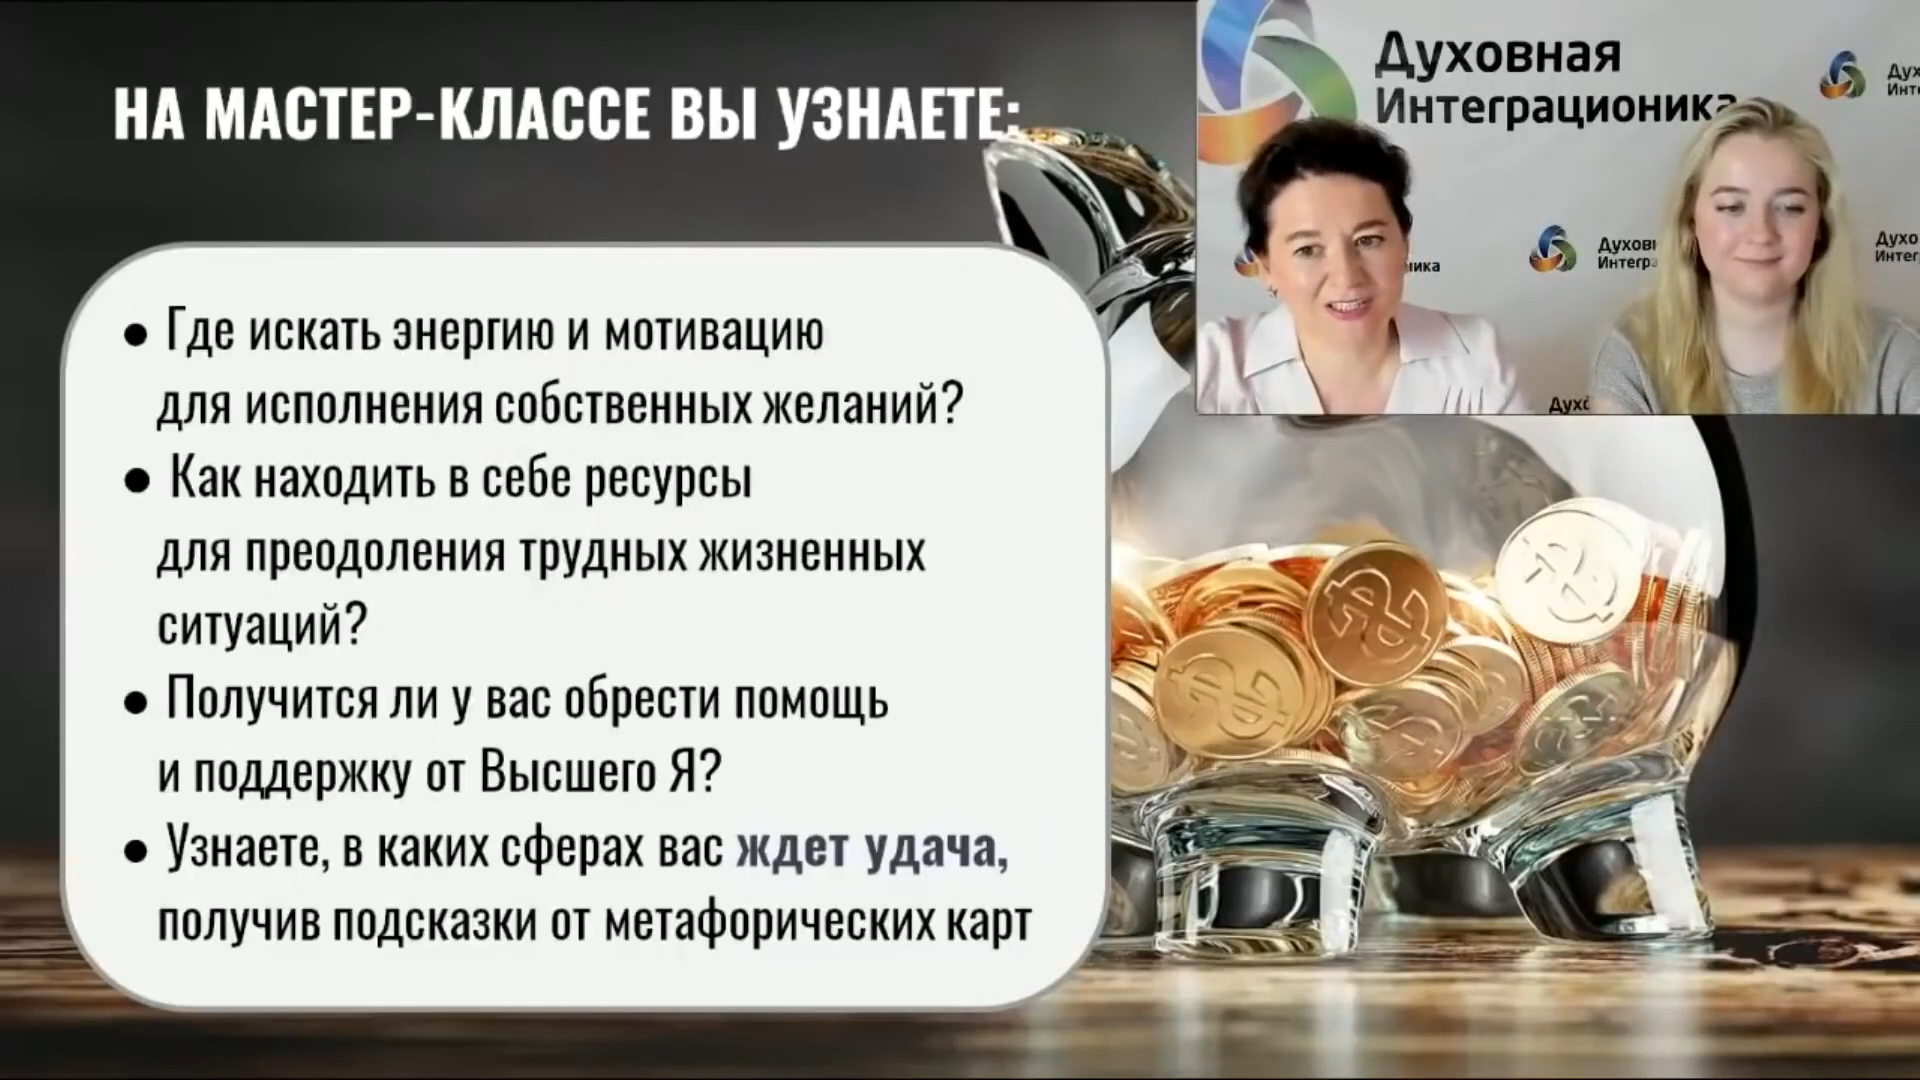 НА МАСТЕР-КЛАССЕ ВЫ УЗНАЕТЕ:
● Где искать энергию и мотивацию
для исполнения собственных желаний?
● Как находить в себе ресурсы
для преодоления трудных жизненных
ситуаций?
● Получится ли у вас обрести помощь
и поддержку от Высшего Я?
● Узнаете, в каких сферах вас ждет удача,
получив подсказки от метафорических карт
Духовная
Интеграционика